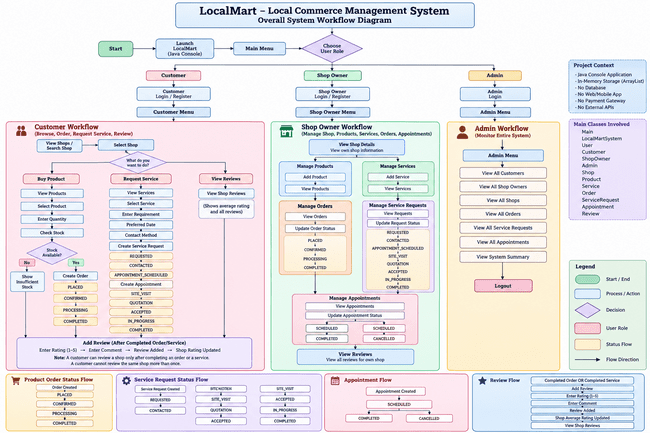 LocalMart – Local Commerce Management System
Overall System Workflow Diagram
Start
Launch
LocalMart
(Java Console)
Main Menu
Choose
User Role
Customer
Customer
Login / Register
Customer Menu
Shop Owner
Shop Owner
Login / Register
Shop Owner Menu
Admin
Admin
Login
Admin Menu
Project Context
- Java Console Application
- In-Memory Storage (ArrayList)
- No Database
- No Web/Mobile App
- No Payment Gateway
- No External APIs
Main Classes Involved
Main
LocalMartSystem
User
Customer
ShopOwner
Admin
Shop
Product
Service
Order
ServiceRequest
Appointment
Review
Legend
Start / End
Process / Action
Decision
User Role
Status Flow
Flow Direction
Customer Workflow
(Browse, Order, Request Service, Review)
View Shops /
Search Shop
Select Shop
What do you
want to do?
Buy Product
View Products
Select Product
Enter Quantity
Check Stock
Stock
Available?
No
Yes
Show
Insufficient
Stock
Create Order
PLACED
CONFIRMED
PROCESSING
COMPLETED
Request Service
View Services
Select Service
Enter Requirement
Preferred Date
Contact Method
Create Service Request
REQUESTED
CONTACTED
APPOINTMENT_SCHEDULED
Create Appointment
SITE_VISIT
QUOTATION
ACCEPTED
IN_PROGRESS
COMPLETED
View Reviews
View Shop Reviews
(Shows average rating
and all reviews)
Add Review (After Completed Order/Service)
Enter Rating (1–5) → Enter Comment → Review Added → Shop Rating Updated
Note: A customer can review a shop only after completing an order or a service.
A customer cannot review the same shop more than once.
Shop Owner Workflow
(Manage Shop, Products, Services, Orders, Appointments)
View Shop Details
View own shop information
Manage Products
Add Product
View Products
Manage Services
Add Service
View Services
Manage Orders
View Orders
Update Order Status
PLACED
CONFIRMED
PROCESSING
COMPLETED
Manage Service Requests
View Requests
Update Request Status
REQUESTED
CONTACTED
APPOINTMENT_SCHEDULED
SITE_VISIT
QUOTATION
ACCEPTED
IN_PROGRESS
COMPLETED
Manage Appointments
View Appointments
Update Appointment Status
SCHEDULED
SCHEDULED
COMPLETED
CANCELLED
View Reviews
View all reviews for own shop
Admin Workflow
(Monitor Entire System)
Admin Menu
View All Customers
View All Shop Owners
View All Shops
View All Orders
View All Service Requests
View All Appointments
View System Summary
Logout
Product Order Status Flow
Order Created
PLACED
CONFIRMED
PROCESSING
COMPLETED
Service Request Status Flow
Service Request Created
REQUESTED
CONTACTED
SITE_VISIT
QUOTATION
ACCEPTED
SITE_VISIT
ACCEPTED
IN_PROGRESS
COMPLETED
Appointment Flow
Appointment Created
SCHEDULED
COMPLETED
CANCELLED
Review Flow
Completed Order OR Completed Service
Add Review
Enter Rating (1–5)
Enter Comment
Review Added
Shop Average Rating Updated
View Shop Reviews